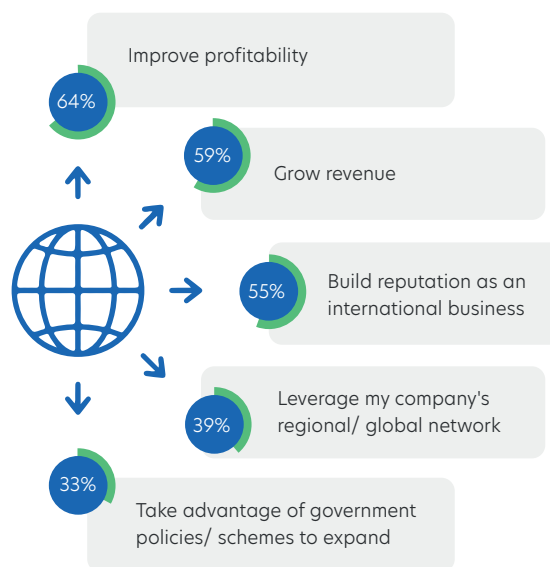 Improve profitability
64%
59%
Grow revenue
55%
Build reputation as an
international business
39%
Leverage my company's
regional/ global network
33%
Take advantage of government
policies/ schemes to expand